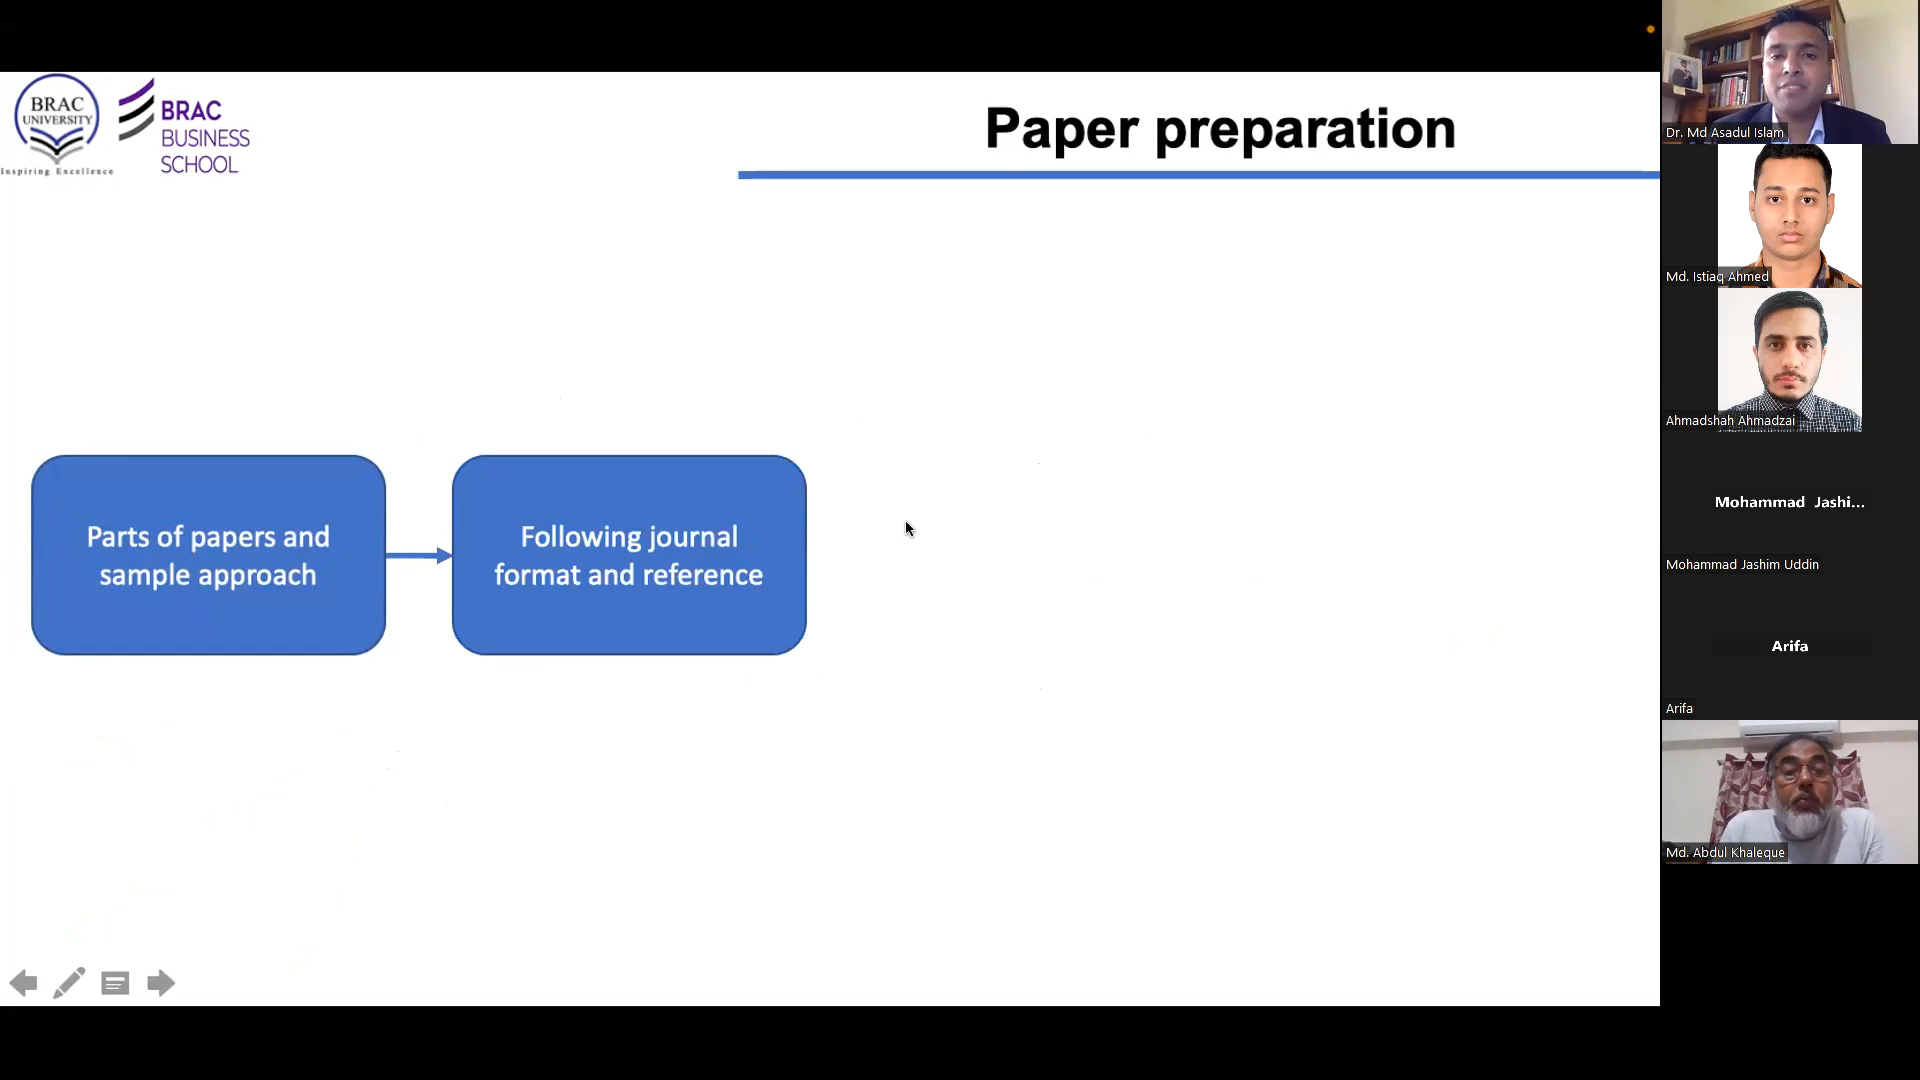 BRAC
UNIVERSITY
Inspiring Excellence
BRAC
BUSINESS
SCHOOL
Paper preparation
Parts of papers and
sample approach
Following journal
format and reference
Dr. Md Asadul Islam
Md. Istiaq Ahmed
Ahmadshah Ahmadzai
Mohammad Jashi...
Mohammad Jashim Uddin
Arifa
Arifa
Md. Abdul Khaleque